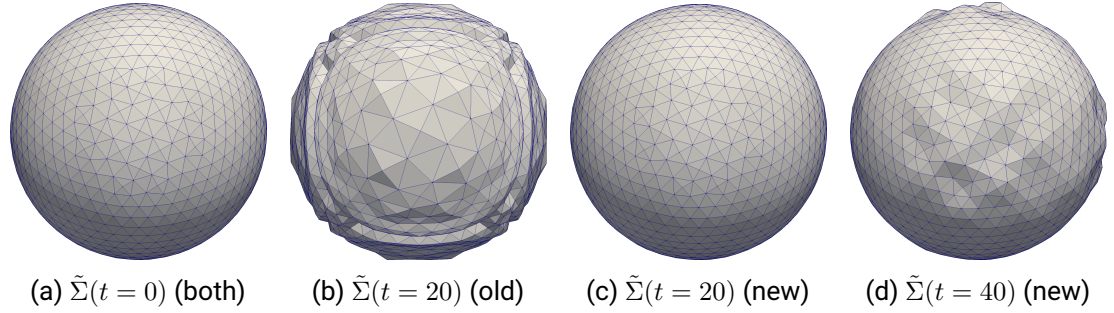 (a) Σ̃(t = 0) (both)
(b) Σ̃(t = 20) (old)
(c) Σ̃(t = 20) (new)
(d) Σ̃(t = 40) (new)